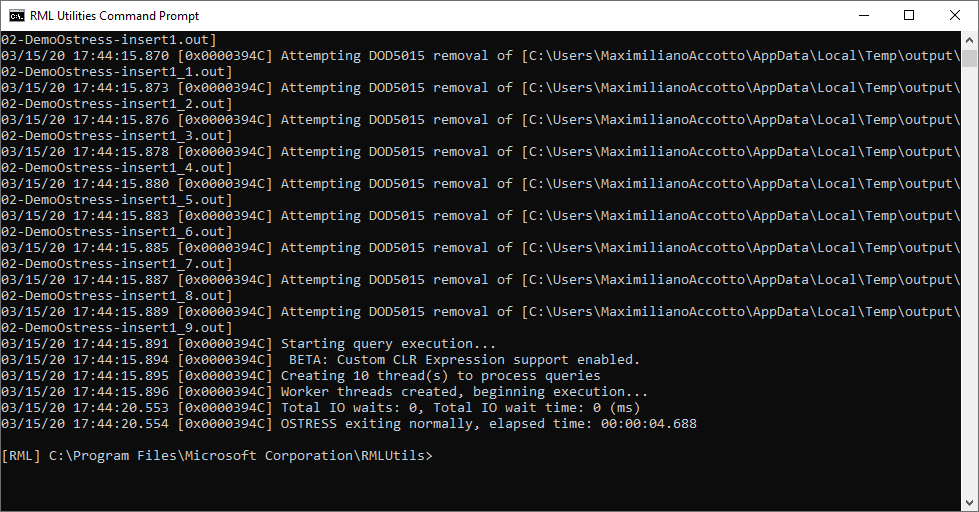 RML Utilities Command Prompt
02-DemoOstress-insert1.out]
03/15/20 17:44:15.870 [0x0000394C] Attempting DOD5015 removal of [C:\Users\MaximilianoAccotto\AppData\Local\Temp\output\
02-DemoOstress-insert1_1.out]
03/15/20 17:44:15.873 [0x0000394C] Attempting DOD5015 removal of [C:\Users\MaximilianoAccotto\AppData\Local\Temp\output\
02-DemoOstress-insert1_2.out]
03/15/20 17:44:15.876 [0x0000394C] Attempting DOD5015 removal of [C:\Users\MaximilianoAccotto\AppData\Local\Temp\output\
02-DemoOstress-insert1_3.out]
03/15/20 17:44:15.878 [0x0000394C] Attempting DOD5015 removal of [C:\Users\MaximilianoAccotto\AppData\Local\Temp\output\
02-DemoOstress-insert1_4.out]
03/15/20 17:44:15.880 [0x0000394C] Attempting DOD5015 removal of [C:\Users\MaximilianoAccotto\AppData\Local\Temp\output\
02-DemoOstress-insert1_5.out]
03/15/20 17:44:15.883 [0x0000394C] Attempting DOD5015 removal of [C:\Users\MaximilianoAccotto\AppData\Local\Temp\output\
02-DemoOstress-insert1_6.out]
03/15/20 17:44:15.885 [0x0000394C] Attempting DOD5015 removal of [C:\Users\MaximilianoAccotto\AppData\Local\Temp\output\
02-DemoOstress-insert1_7.out]
03/15/20 17:44:15.887 [0x0000394C] Attempting DOD5015 removal of [C:\Users\MaximilianoAccotto\AppData\Local\Temp\output\
02-DemoOstress-insert1_8.out]
03/15/20 17:44:15.889 [0x0000394C] Attempting DOD5015 removal of [C:\Users\MaximilianoAccotto\AppData\Local\Temp\output\
02-DemoOstress-insert1_9.out]
03/15/20 17:44:15.891 [0x0000394C] Starting query execution...
03/15/20 17:44:15.894 [0x0000394C]  BETA: Custom CLR Expression support enabled.
03/15/20 17:44:15.895 [0x0000394C] Creating 10 thread(s) to process queries
03/15/20 17:44:15.896 [0x0000394C] Worker threads created, beginning execution...
03/15/20 17:44:20.553 [0x0000394C] Total IO waits: 0, Total IO wait time: 0 (ms)
03/15/20 17:44:20.554 [0x0000394C] OSTRESS exiting normally, elapsed time: 00:00:04.688
[RML] C:\Program Files\Microsoft Corporation\RMLUtils>